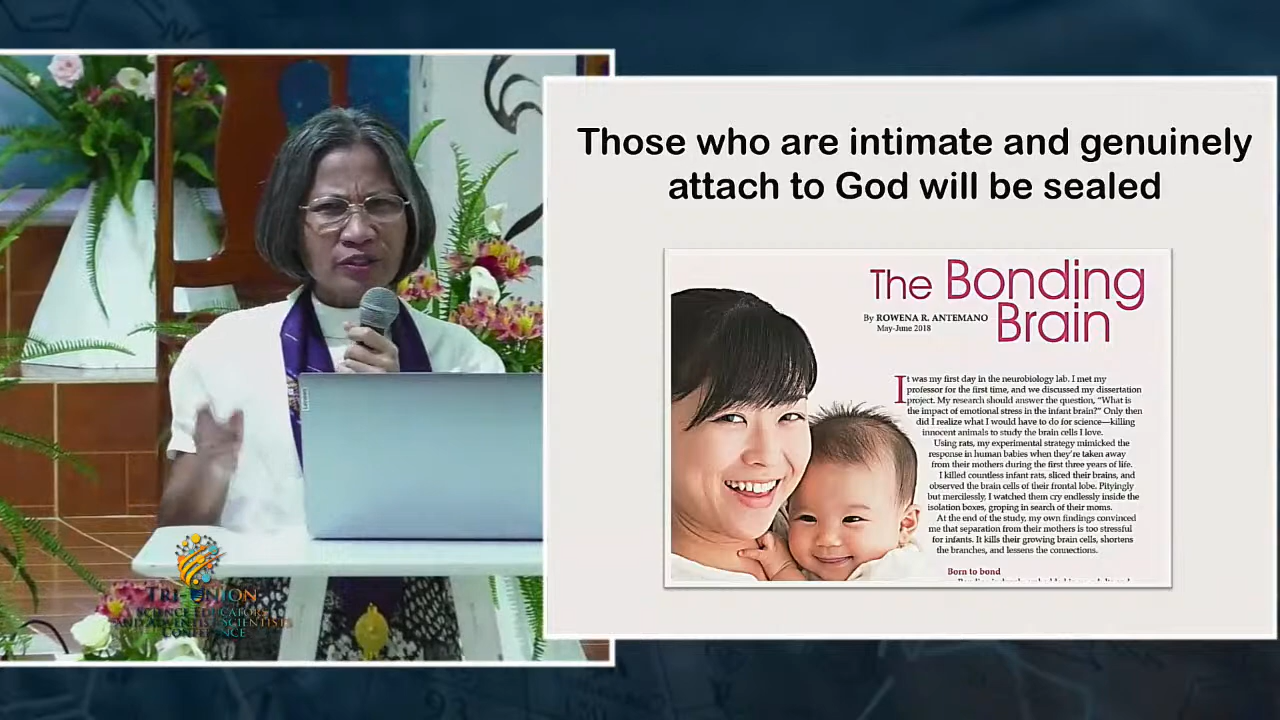 Those who are intimate and genuinely
attach to God will be sealed
The Bonding
Brain
By ROWENA R. ANTEMANO
May-June 2018
It was my first day in the neurobiology lab. I met my
professor for the first time, and we discussed my dissertation
project. My research should answer the question, "What is
the impact of emotional stress in the infant brain?" Only then
did I realize what I would have to do for science—killing
innocent animals to study the brain cells I love.
Using rats, my experimental strategy mimicked the
response in human babies when they're taken away
from their mothers during the first three years of life.
I killed countless infant rats, sliced their brains, and
observed the brain cells of their frontal lobe. Pityingly
but mercilessly, I watched them cry endlessly inside the
isolation boxes, groping in search of their moms.
At the end of the study, my own findings convinced
me that separation from their mothers is too stressful
for infants. It kills their growing brain cells, shortens
the branches, and lessens the connections.
Born to bond
TRI-UNION
SCIENCE EDUCATORS
AND ADVENTIST SCIENTISTS
CONFERENCE